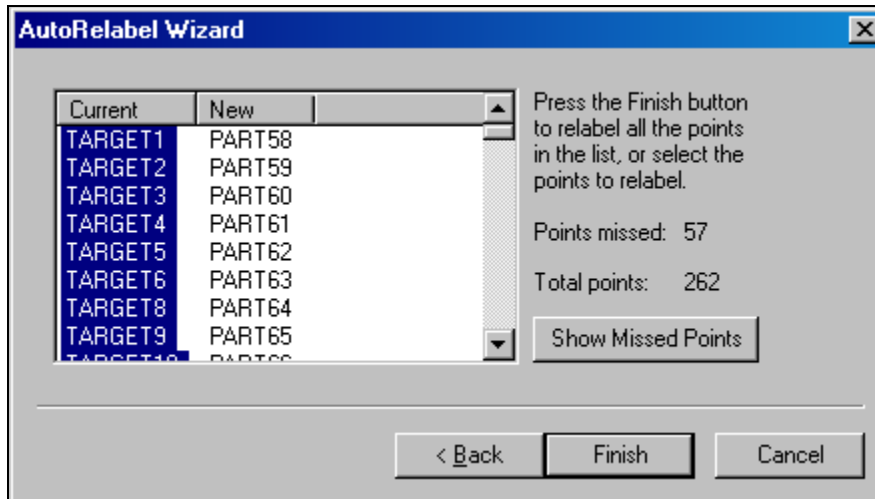 AutoRelabel Wizard
Current New
TARGET1 PART58
TARGET2 PART59
TARGET3 PART60
TARGET4 PART61
TARGET5 PART62
TARGET6 PART63
TARGET8 PART64
TARGET9 PART65
TARGET10 PART66
Press the Finish button
to relabel all the points
in the list, or select the
points to relabel.
Points missed: 57
Total points: 262
Show Missed Points
< Back Finish Cancel